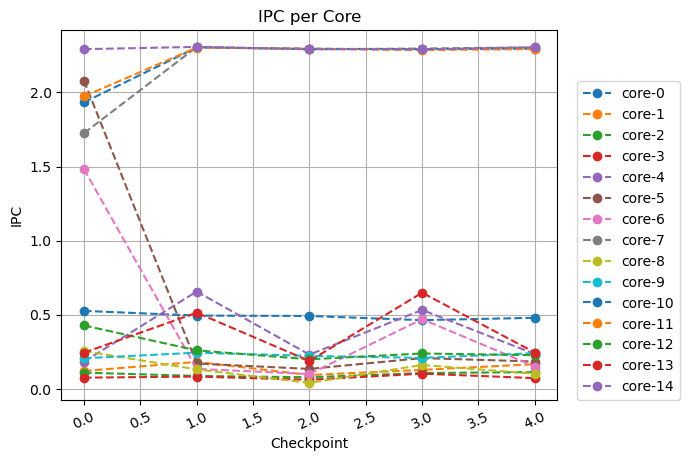 IPC per Core
IPC
2.0
1.5
1.0
0.5
0.0
0.0
0.5
1.0
1.5
2.0
2.5
3.0
3.5
4.0
Checkpoint
core-0
core-1
core-2
core-3
core-4
core-5
core-6
core-7
core-8
core-9
core-10
core-11
core-12
core-13
core-14